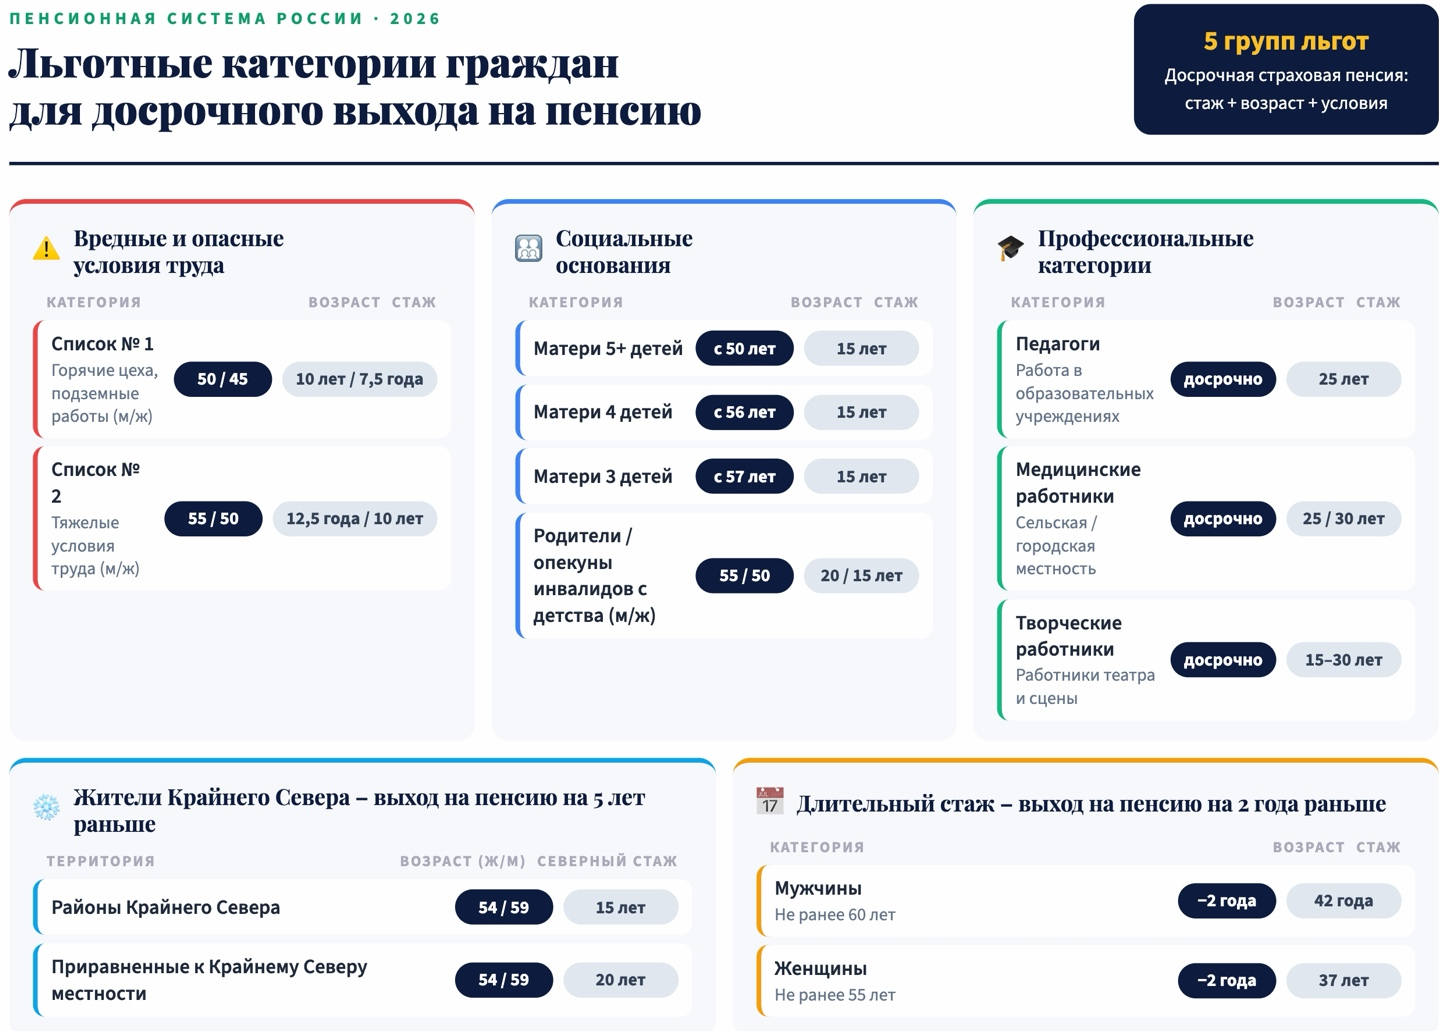 ПЕНСИОННАЯ СИСТЕМА РОССИИ · 2026
Льготные категории граждан
для досрочного выхода на пенсию
5 групп льгот
Досрочная страховая пенсия:
стаж + возраст + условия
Вредные и опасные
условия труда
КАТЕГОРИЯ ВОЗРАСТ СТАЖ
Список № 1
Горячие цеха,
подземные
работы (м/ж)
50 / 45
10 лет / 7,5 года
Список №
2
Тяжелые
условия
труда (м/ж)
55 / 50
12,5 года / 10 лет
Социальные
основания
КАТЕГОРИЯ ВОЗРАСТ СТАЖ
Матери 5+ детей с 50 лет 15 лет
Матери 4 детей с 56 лет 15 лет
Матери 3 детей с 57 лет 15 лет
Родители /
опекуны
инвалидов с
детства (м/ж)
55 / 50
20 / 15 лет
Профессиональные
категории
КАТЕГОРИЯ ВОЗРАСТ СТАЖ
Педагоги
Работа в
образовательных
учреждениях
досрочно
25 лет
Медицинские
работники
Сельская /
городская
местность
досрочно
25 / 30 лет
Творческие
работники
Работники театра
и сцены
досрочно
15–30 лет
Жители Крайнего Севера – выход на пенсию на 5 лет
раньше
ТЕРРИТОРИЯ ВОЗРАСТ (Ж/М) СЕВЕРНЫЙ СТАЖ
Районы Крайнего Севера 54 / 59 15 лет
Приравненные к Крайнему Северу
местности
54 / 59
20 лет
17
Длительный стаж – выход на пенсию на 2 года раньше
КАТЕГОРИЯ ВОЗРАСТ СТАЖ
Мужчины
Не ранее 60 лет
−2 года
42 года
Женщины
Не ранее 55 лет
−2 года
37 лет